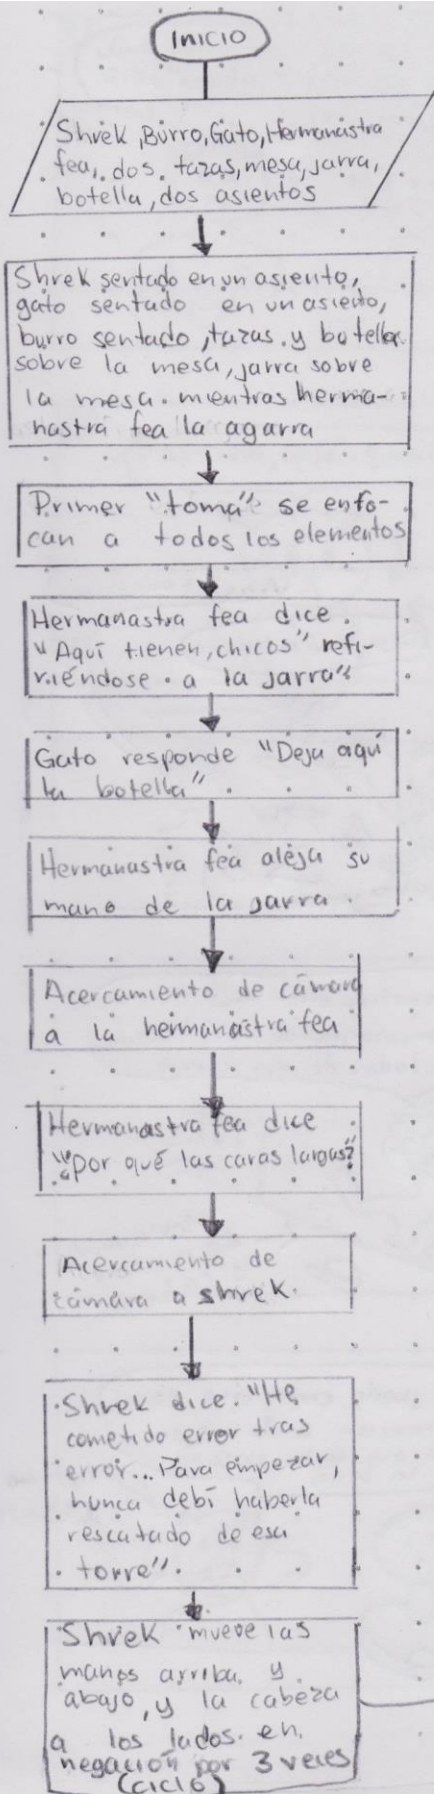 INICIO
Shrek, Burro, Gato, Hermanastra
fea, dos tazas, mesa, jarra,
botella, dos asientos
Shrek sentado en un asiento,
gato sentado en un asiento,
burro sentado, tazas y botella
sobre la mesa, jarra sobre
la mesa. mientras herma-
nastra fea la agarra
Primer "toma" se enfo-
can a todos los elementos
Hermanastra fea dice
"Aquí tienen, chicos" refi-
riéndose a la jarra"
Gato responde "Deja aquí
la botella".
Hermanastra fea aleja su
mano de la jarra.
Acercamiento de cámara
a la hermanastra fea
Hermanastra fea dice
"¿Por qué las caras largas?"
Acercamiento de
cámara a shrek.
Shrek dice. "He
cometido error tras
error... Para empezar,
nunca debí haberla
rescatado de esa
torre".
Shrek mueve las
manos arriba y
abajo, y la cabeza
a los lados en
negación por 3 veces
(ciclo)